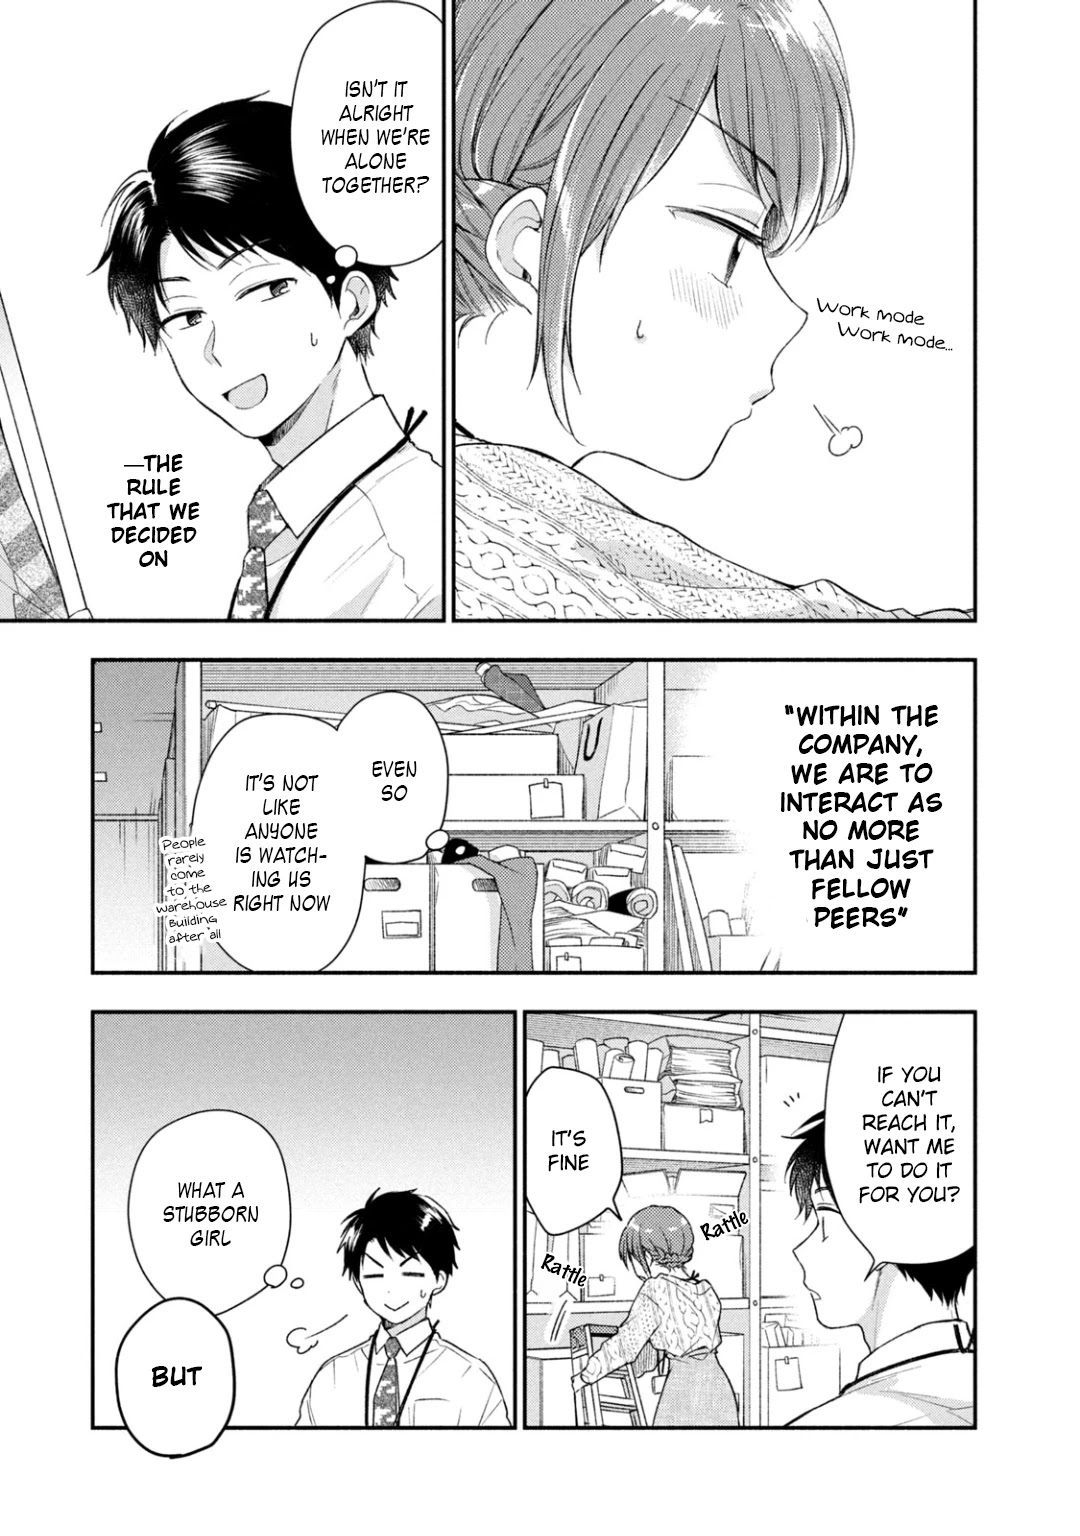 Work mode
Work mode...
ISN'T IT
ALRIGHT
WHEN WE'RE
ALONE
TOGETHER?
—THE
RULE
THAT WE
DECIDED
ON
"WITHIN THE
COMPANY,
WE ARE TO
INTERACT AS
NO MORE
THAN JUST
FELLOW
PEERS"
EVEN
SO
IT'S NOT
LIKE
ANYONE
IS WATCH-
ING US
RIGHT NOW
People
rarely
come
to the
warehouse
Building
after all
IF YOU
CAN'T
REACH IT,
WANT ME
TO DO IT
FOR YOU?
IT'S
FINE
Rattle
Rattle
WHAT A
STUBBORN
GIRL
BUT